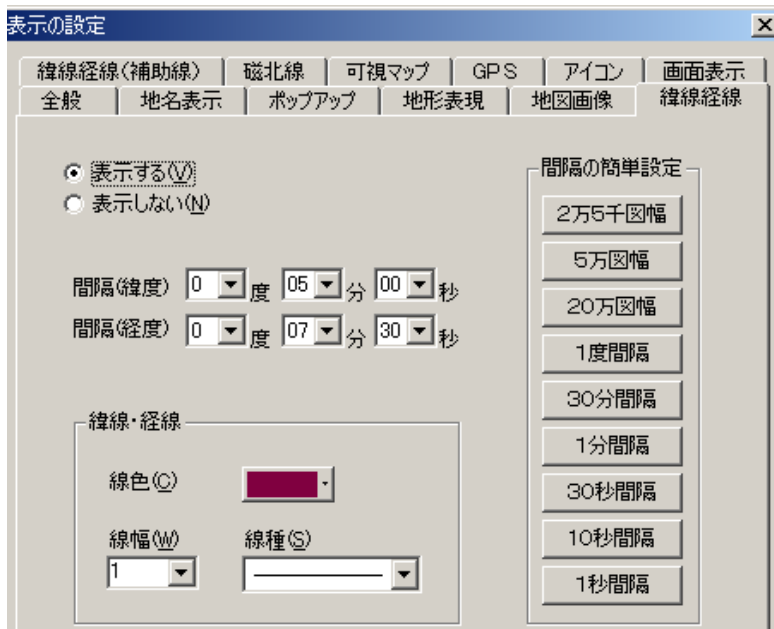 表示の設定
緯線経線(補助線) 磁北線 可視マップ GPS アイコン 画面表示
全般 地名表示 ポップアップ 地形表現 地図画像 緯線経線
表示する(V)
表示しない(N)
間隔(緯度) 0 度 05 分 00 秒
間隔(経度) 0 度 07 分 30 秒
緯線・経線
線色(C)
線幅(W) 線種(S)
1
間隔の簡単設定
2万5千図幅
5万図幅
20万図幅
1度間隔
30分間隔
1分間隔
30秒間隔
10秒間隔
1秒間隔